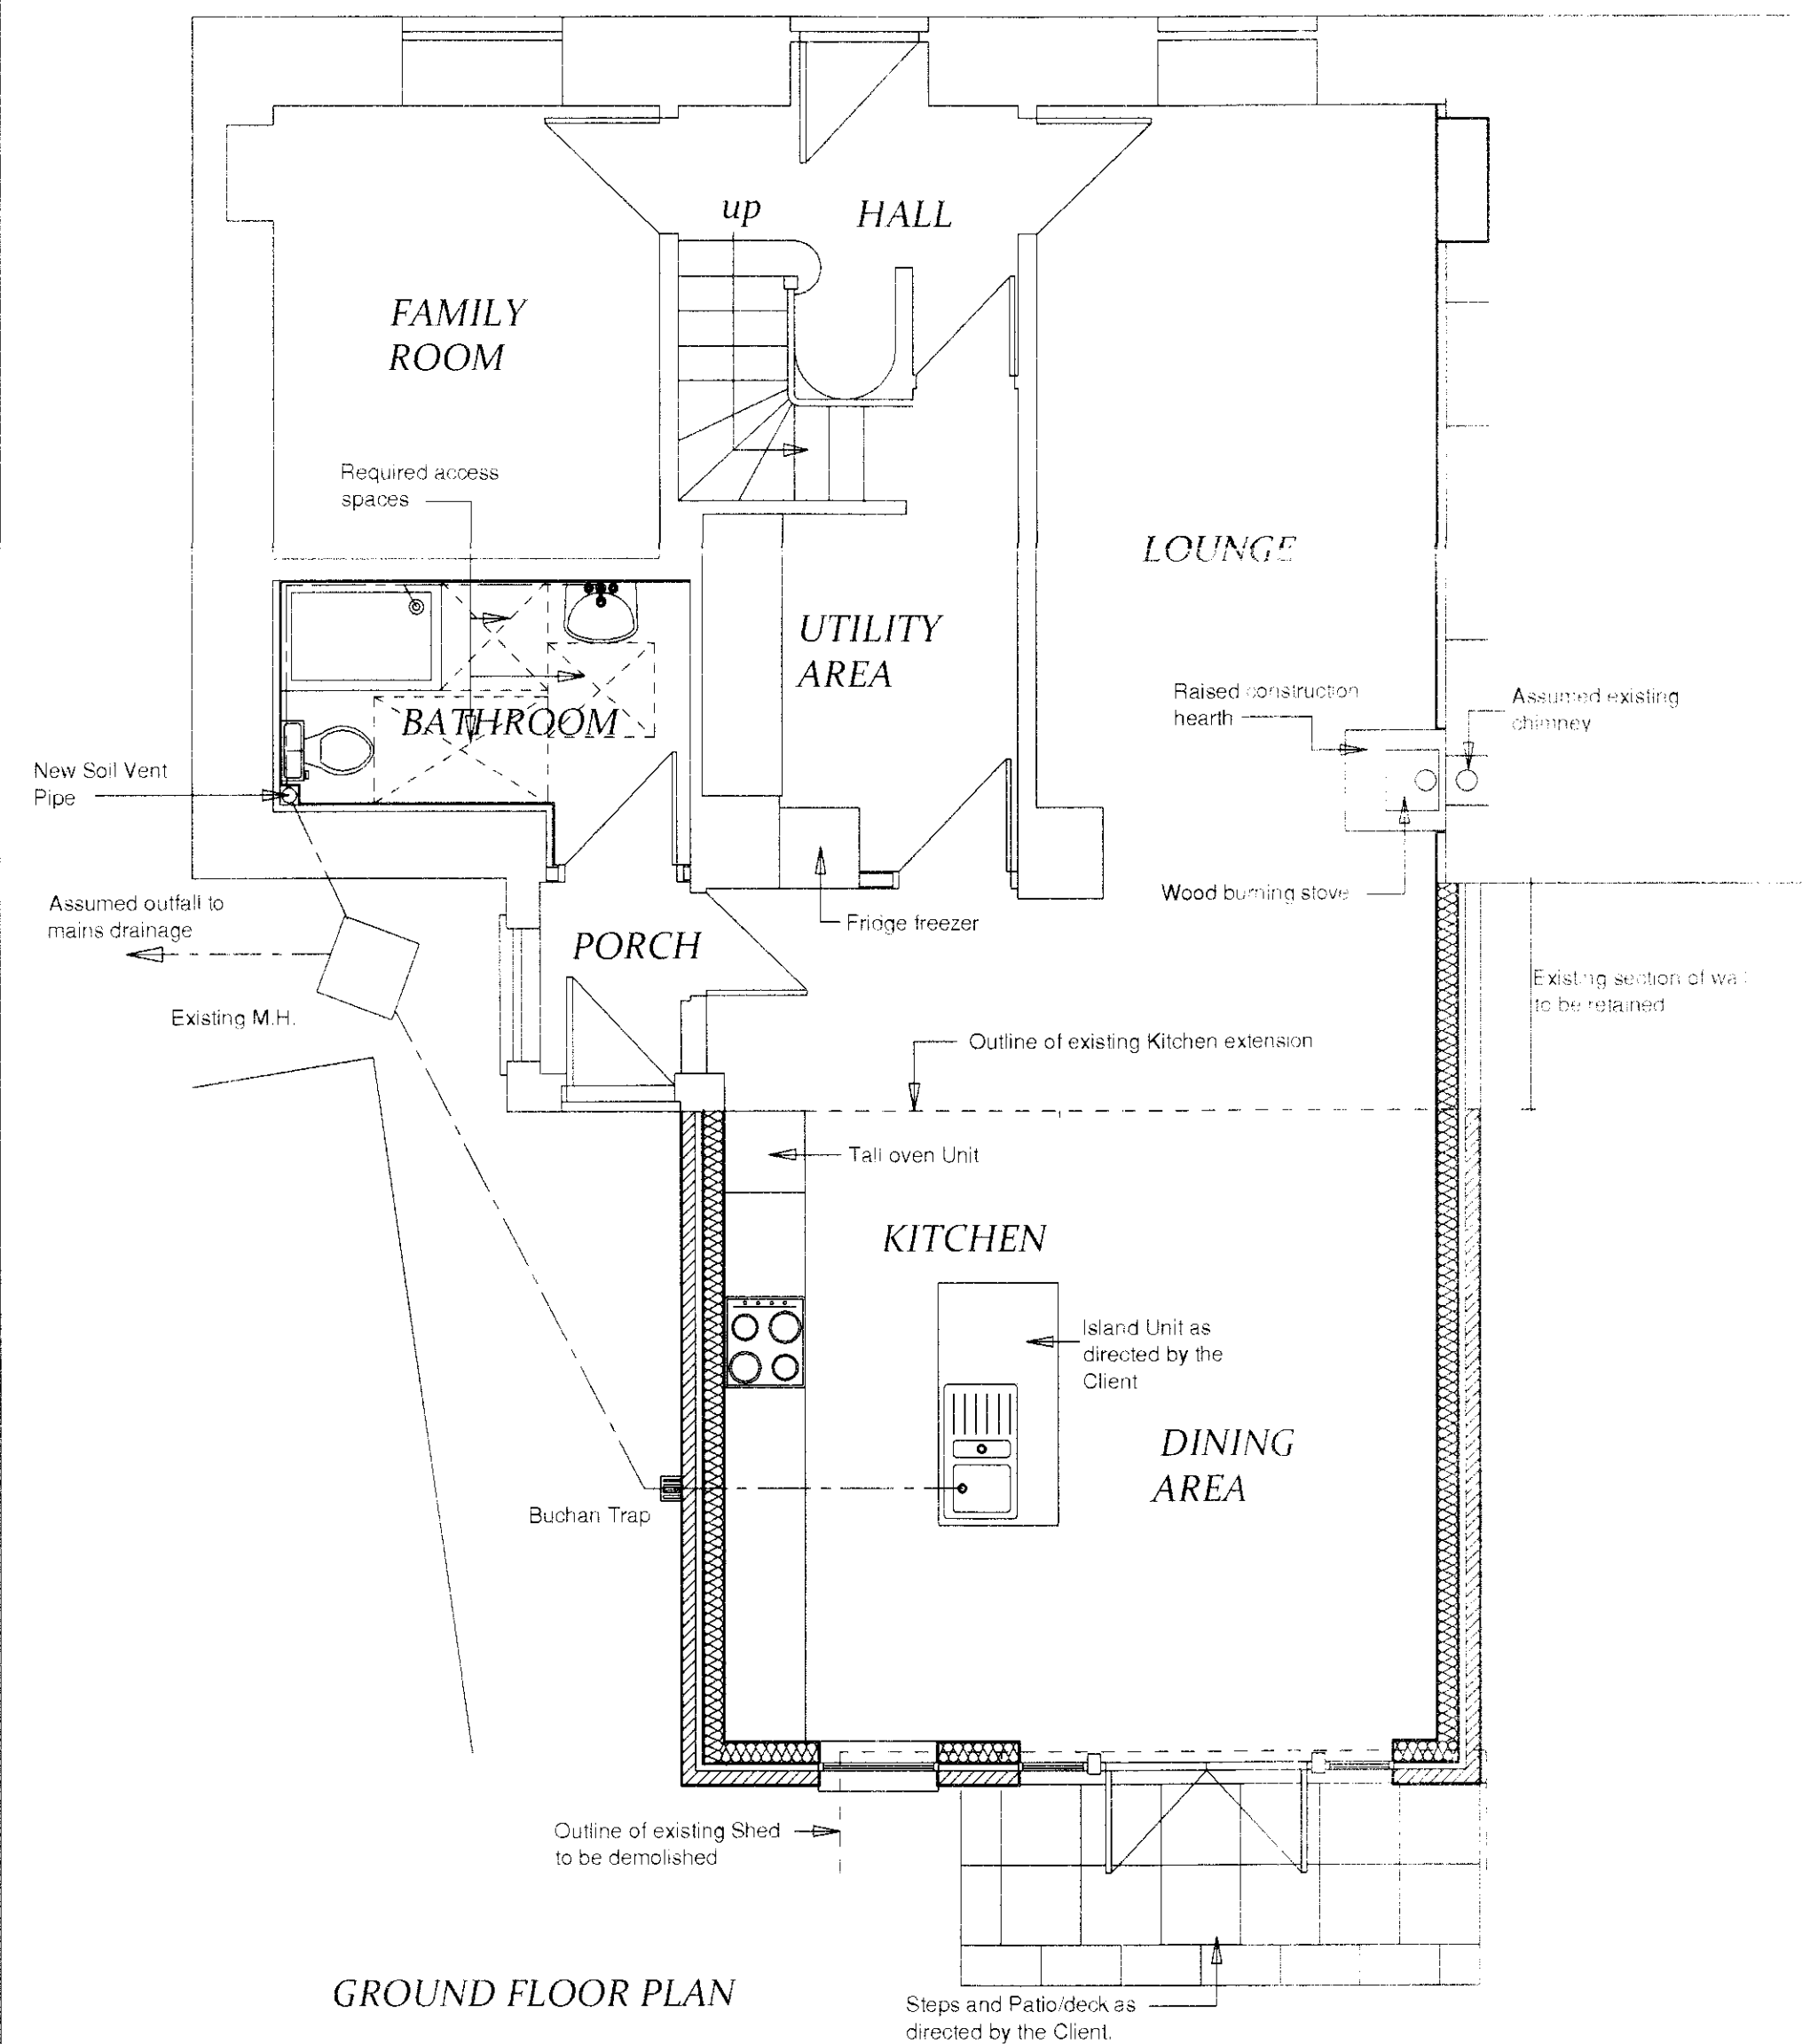 up
HALL
FAMILY
ROOM
Required access
spaces
LOUNGE
UTILITY
AREA
BATHROOM
Raised construction
hearth
Assumed existing
chimney
New Soil Vent
Pipe
Wood burning stove
Assumed outfall to
mains drainage
Fridge freezer
PORCH
Existing section of wall
to be retained
Existing M.H.
Outline of existing Kitchen extension
Tall oven Unit
KITCHEN
Island Unit as
directed by the
Client
DINING
AREA
Buchan Trap
Outline of existing Shed
to be demolished
GROUND FLOOR PLAN
Steps and Patio/deck as
directed by the Client.